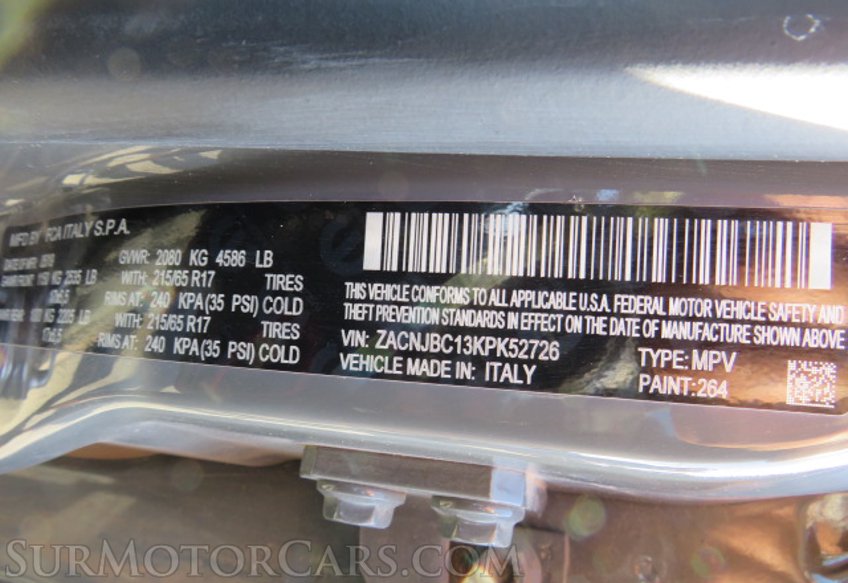 MFD BY FCA ITALY S.P.A.
GVWR: 2080 KG 4586 LB
WITH: 215/65 R17 TIRES
RIMS AT: 240 KPA(35 PSI) COLD
WITH: 215/65 R17 TIRES
RIMS AT: 240 KPA(35 PSI) COLD
THIS VEHICLE CONFORMS TO ALL APPLICABLE U.S.A. FEDERAL MOTOR VEHICLE SAFETY AND
THEFT PREVENTION STANDARDS IN EFFECT ON THE DATE OF MANUFACTURE SHOWN ABOVE
VIN: ZACNJBC13KPK52726 TYPE: MPV
VEHICLE MADE IN: ITALY PAINT:264
SURMOTORCARS.COM